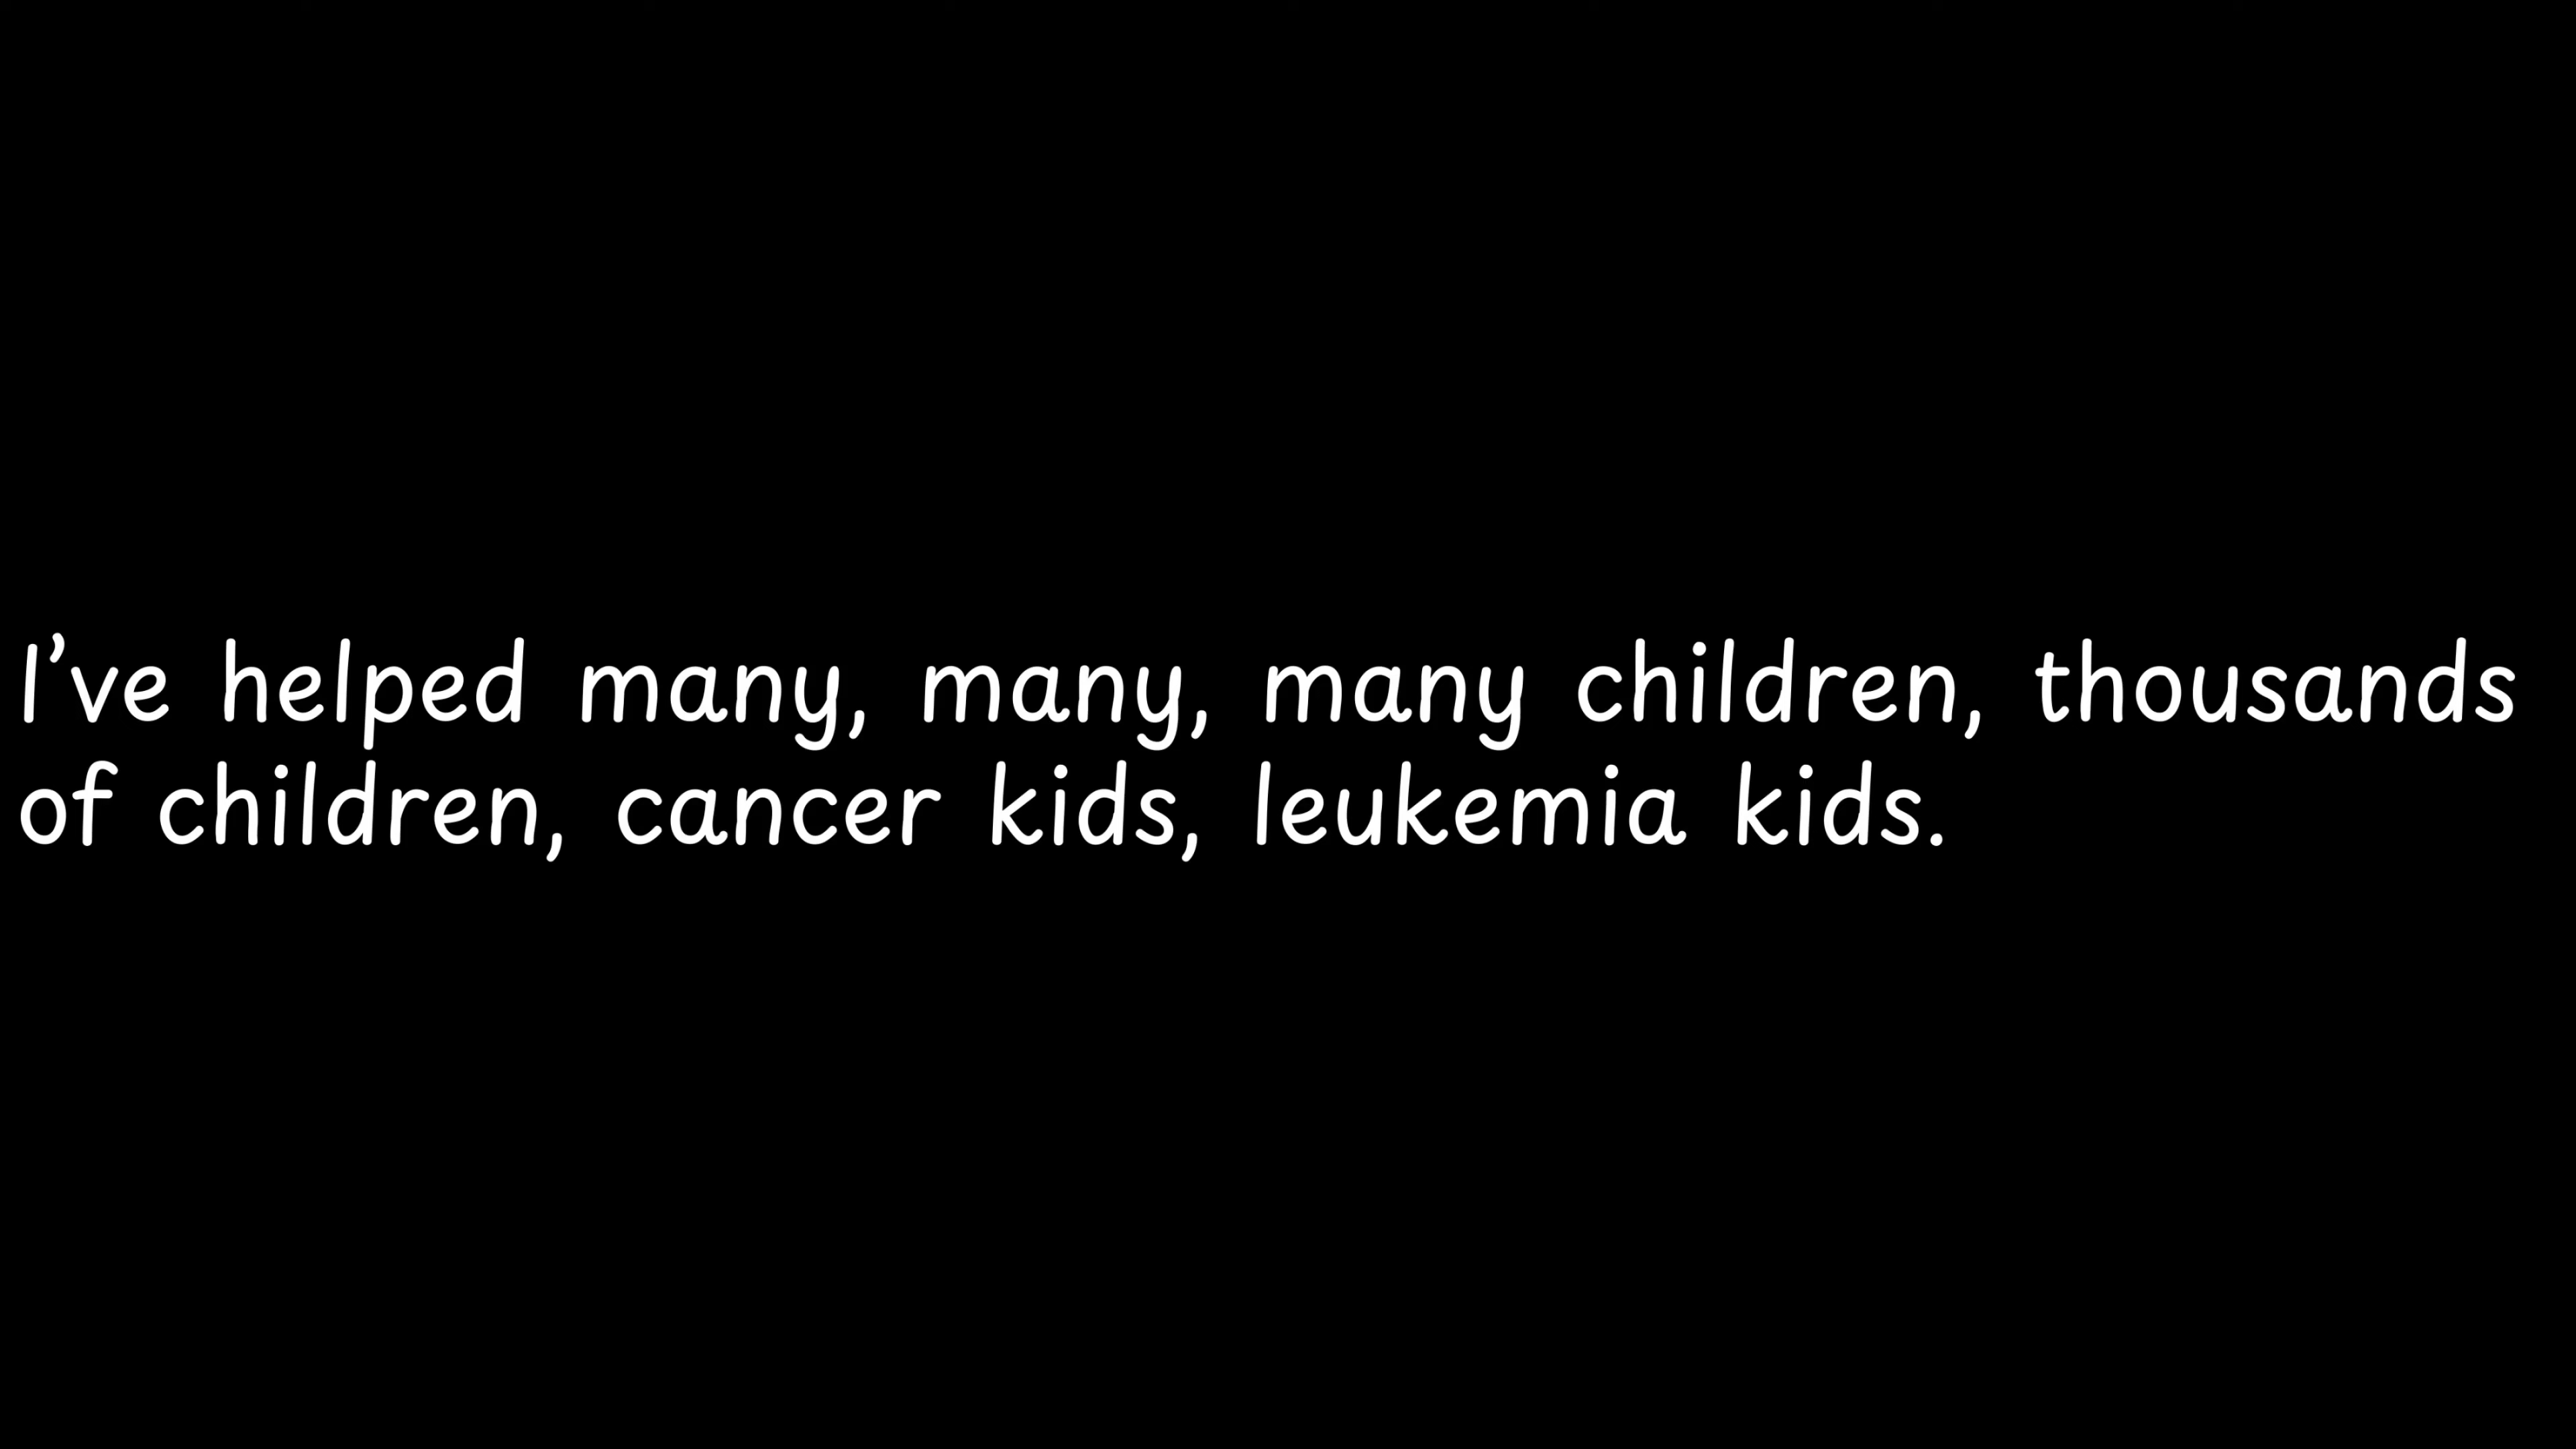 I’ve helped many, many, many children, thousands
of children, cancer kids, leukemia kids.